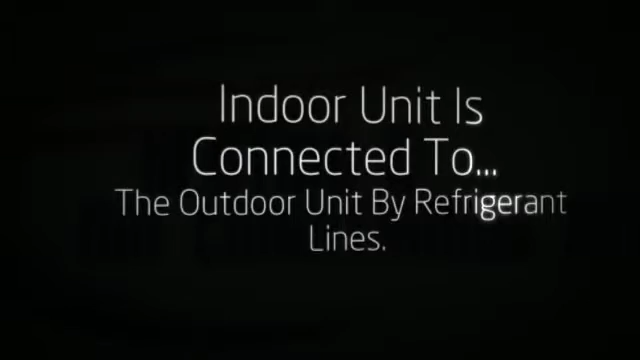 Indoor Unit Is
Connected To...
The Outdoor Unit By Refrigerant
Lines.